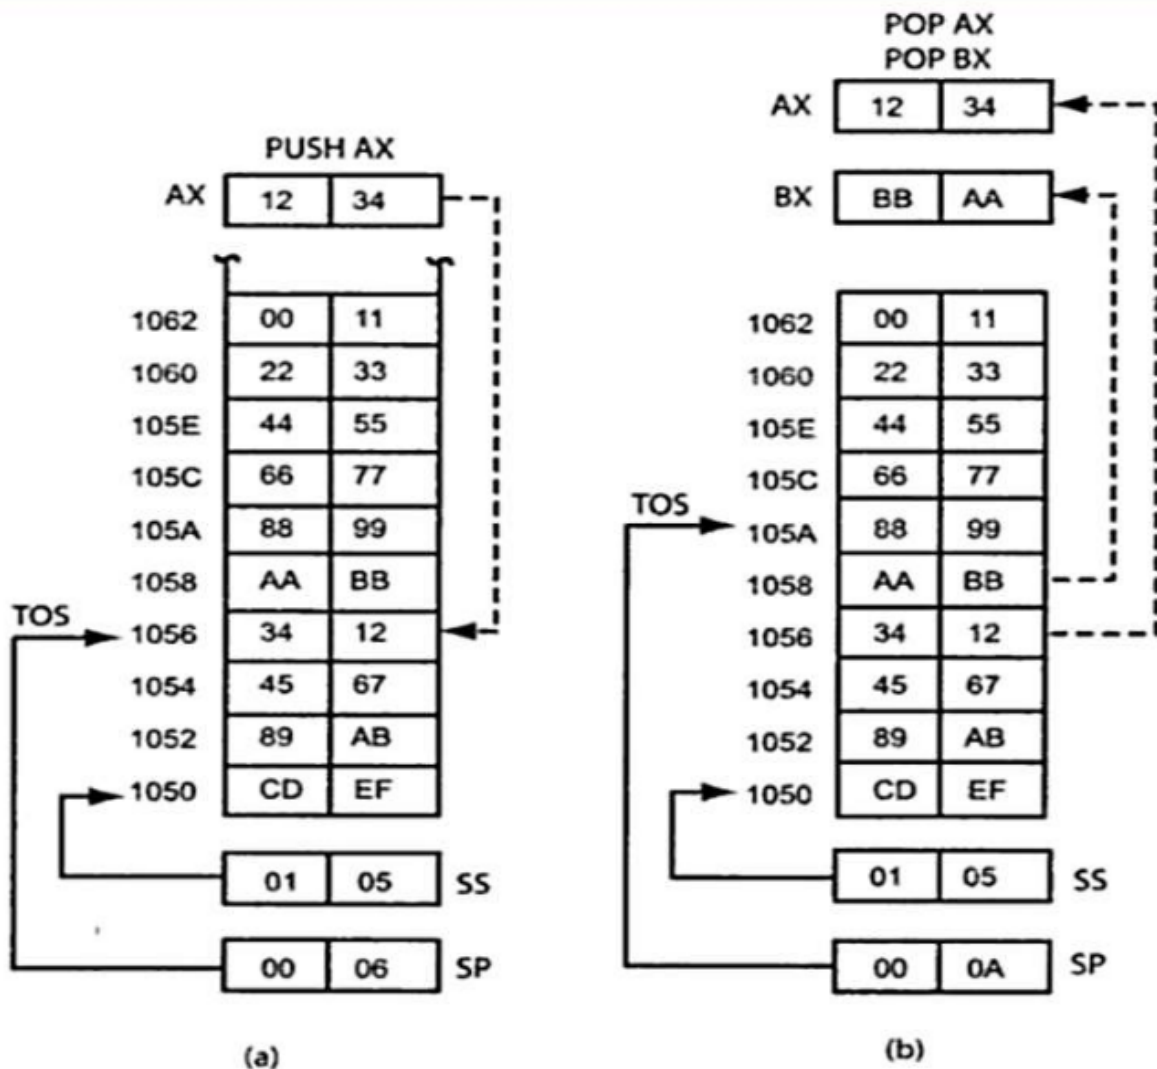 PUSH AX
AX 12 34
1062 00 11
1060 22 33
105E 44 55
105C 66 77
105A 88 99
1058 AA BB
TOS 1056 34 12
1054 45 67
1052 89 AB
1050 CD EF
01 05 SS
00 06 SP
(a)
POP AX
POP BX
AX 12 34
BX BB AA
1062 00 11
1060 22 33
105E 44 55
105C 66 77
TOS 105A 88 99
1058 AA BB
1056 34 12
1054 45 67
1052 89 AB
1050 CD EF
01 05 SS
00 0A SP
(b)